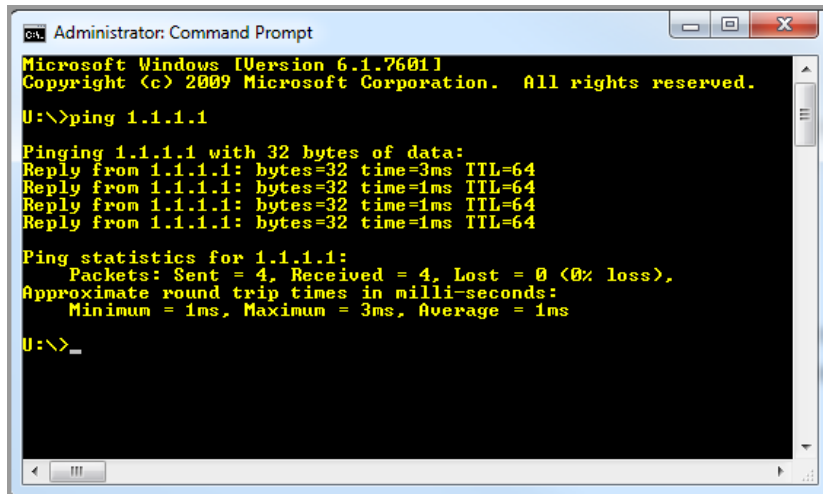 Administrator: Command Prompt
Microsoft Windows [Version 6.1.7601]
Copyright (c) 2009 Microsoft Corporation.  All rights reserved.
U:\>ping 1.1.1.1
Pinging 1.1.1.1 with 32 bytes of data:
Reply from 1.1.1.1: bytes=32 time=3ms TTL=64
Reply from 1.1.1.1: bytes=32 time=1ms TTL=64
Reply from 1.1.1.1: bytes=32 time=1ms TTL=64
Reply from 1.1.1.1: bytes=32 time=1ms TTL=64
Ping statistics for 1.1.1.1:
    Packets: Sent = 4, Received = 4, Lost = 0 (0% loss),
Approximate round trip times in milli-seconds:
    Minimum = 1ms, Maximum = 3ms, Average = 1ms
U:\>_